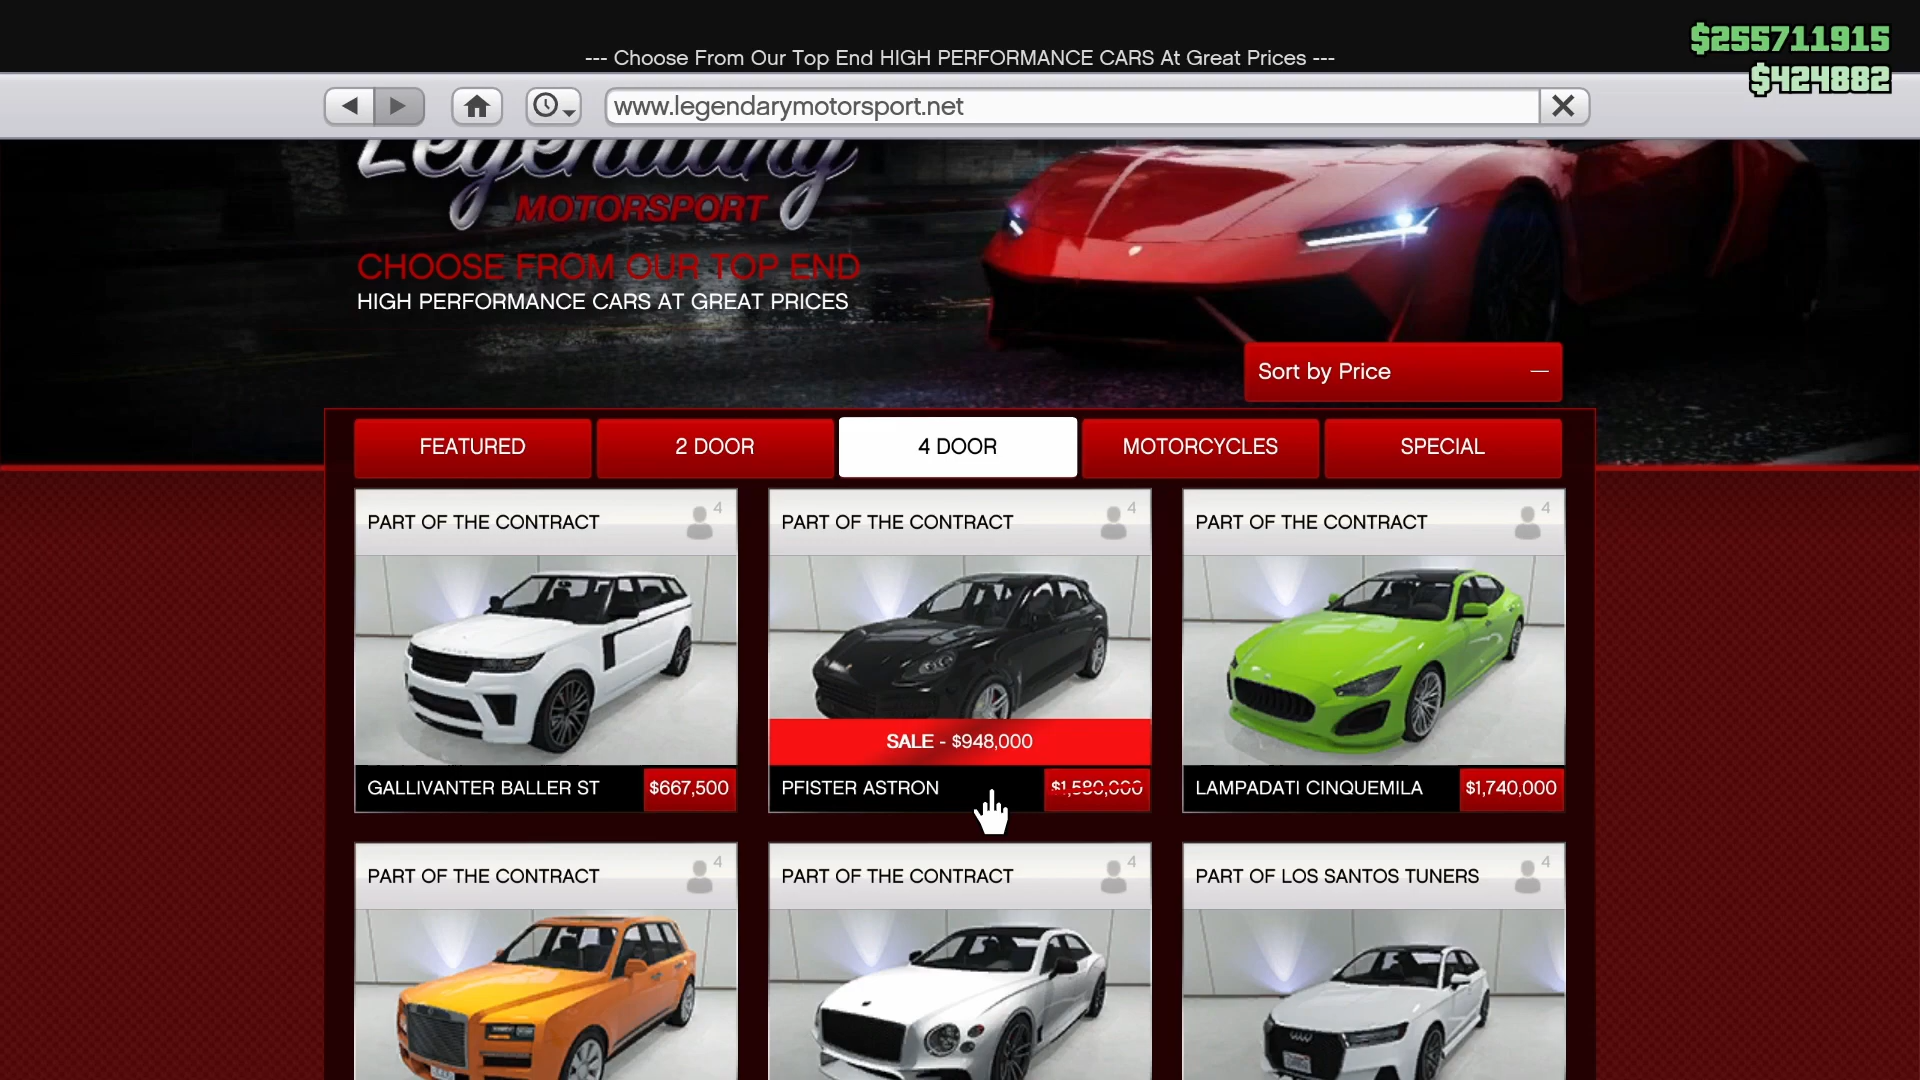 $255711915
--- Choose From Our Top End HIGH PERFORMANCE CARS At Great Prices ---
$424882
www.legendarymotorsport.net
Legendary
MOTORSPORT
CHOOSE FROM OUR TOP END
HIGH PERFORMANCE CARS AT GREAT PRICES
Sort by Price
FEATURED
2 DOOR
4 DOOR
MOTORCYCLES
SPECIAL
PART OF THE CONTRACT
4
PART OF THE CONTRACT
4
PART OF THE CONTRACT
4
SALE - $948,000
GALLIVANTER BALLER ST
$667,500
PFISTER ASTRON
$1,580,000
LAMPADATI CINQUEMILA
$1,740,000
PART OF THE CONTRACT
4
PART OF THE CONTRACT
4
PART OF LOS SANTOS TUNERS
4